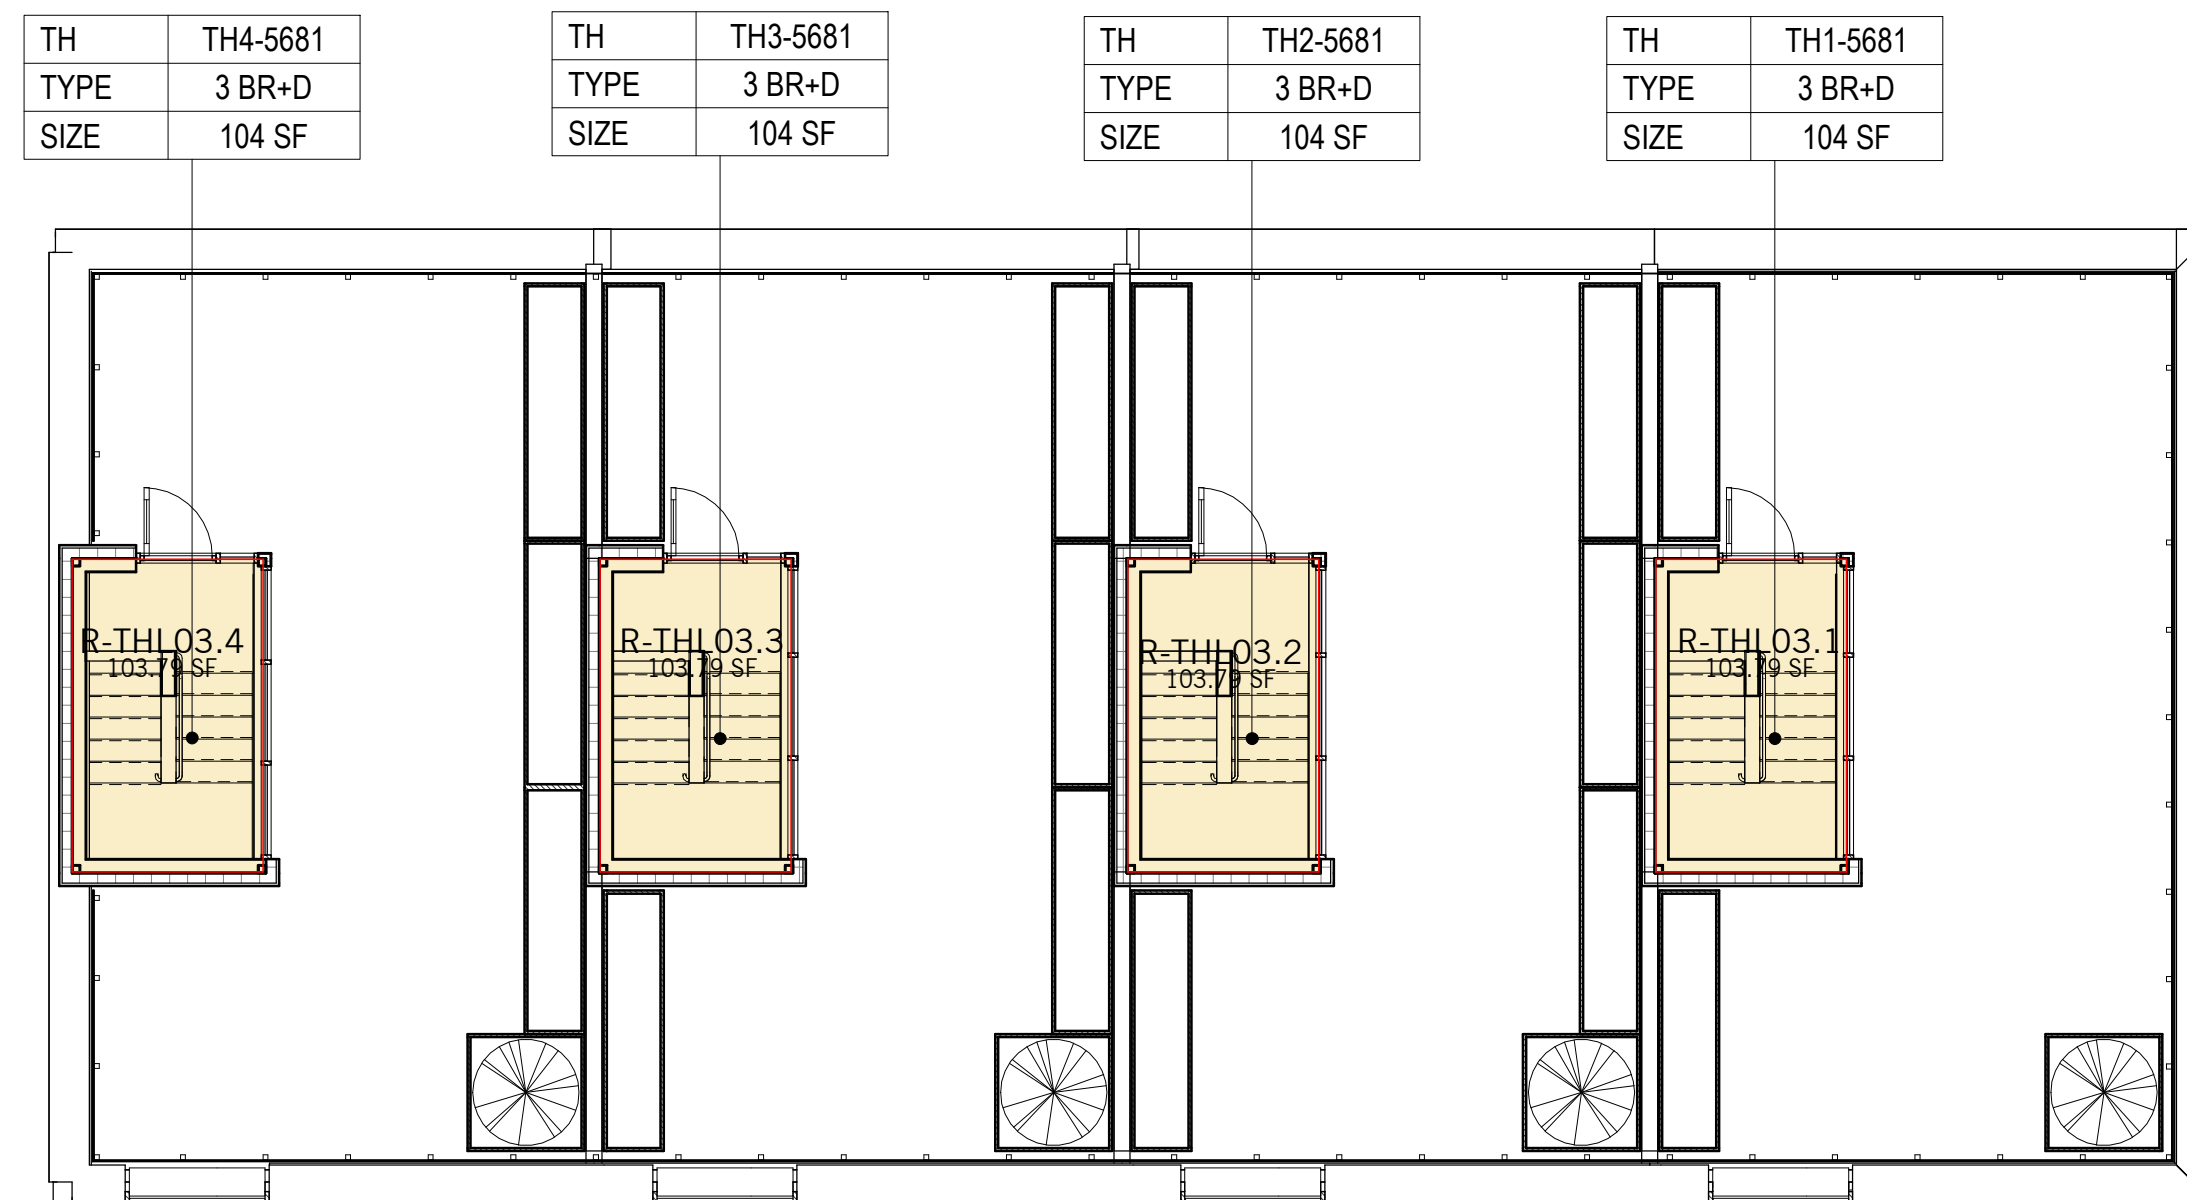 TH TH4-5681
TYPE 3 BR+D
SIZE 104 SF
TH TH3-5681
TYPE 3 BR+D
SIZE 104 SF
TH TH2-5681
TYPE 3 BR+D
SIZE 104 SF
TH TH1-5681
TYPE 3 BR+D
SIZE 104 SF
R-THL03.4
103.79 SF
R-THL03.3
103.79 SF
R-THL03.2
103.79 SF
R-THL03.1
103.79 SF